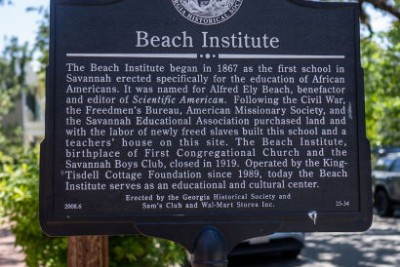 HISTORICAL SOCIETY
Beach Institute
The Beach Institute began in 1867 as the first school in
Savannah erected specifically for the education of African
Americans. It was named for Alfred Ely Beach, benefactor
and editor of Scientific American. Following the Civil War,
the Freedmen's Bureau, American Missionary Society, and
the Savannah Educational Association purchased land and
with the labor of newly freed slaves built this school and a
teachers' house on this site. The Beach Institute,
birthplace of First Congregational Church and the
Savannah Boys Club, closed in 1919. Operated by the King-
Tisdell Cottage Foundation since 1989, today the Beach
Institute serves as an educational and cultural center.
Erected by the Georgia Historical Society and
Sam's Club and Wal-Mart Stores Inc.
2008.6
25-34